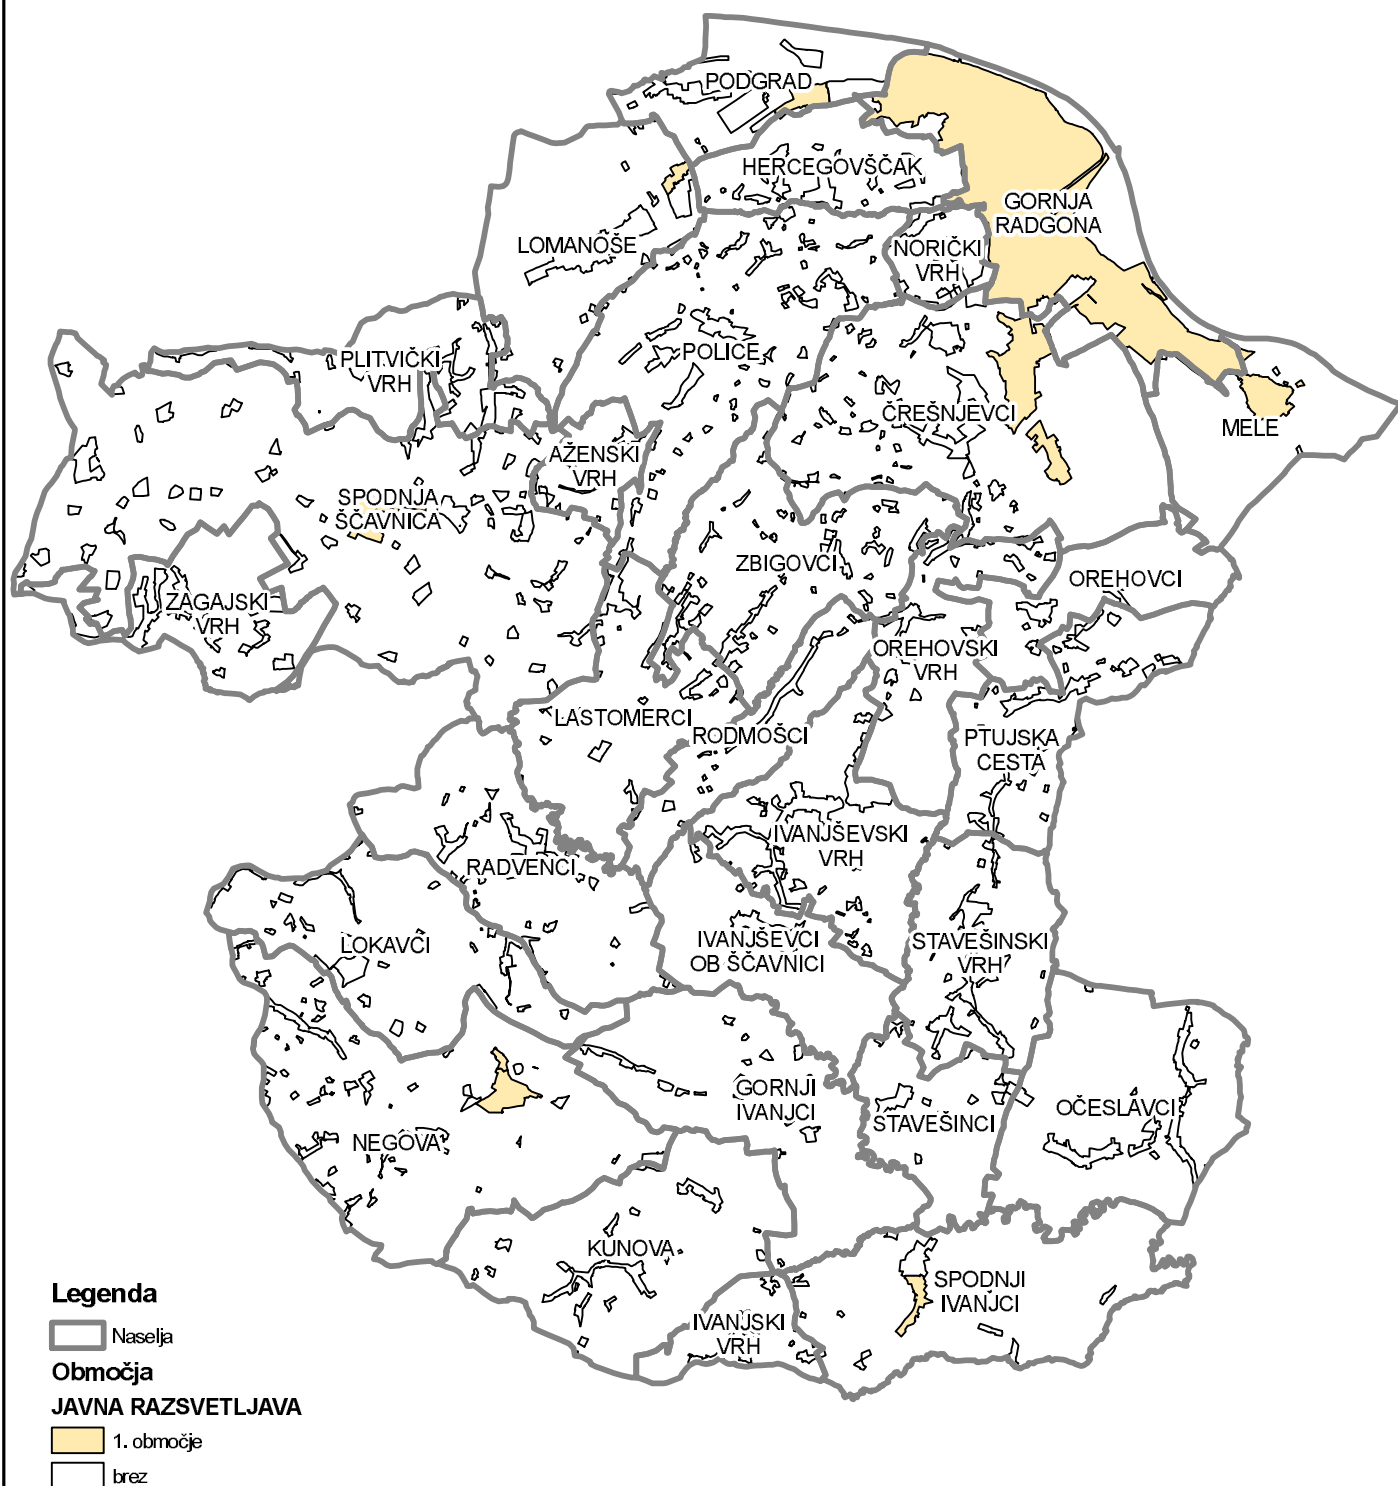 PODGRAD
HERCEGOVŠČAK
GORNJA
RADGONA
LOMANOŠE
NORIČKI
VRH
PLITVIČKI
VRH
POLICE
ČREŠNJEVCI
MELE
AŽENSKI
VRH
SPODNJA
ŠČAVNICA
ZBIGOVCI
OREHOVCI
ZAGAJSKI
VRH
OREHOVSKI
VRH
LASTOMERCI
RODMOŠCI
PTUJSKA
CESTA
IVANJŠEVSKI
VRH
RADVENCI
LOKAVCI
IVANJŠEVCI
OB ŠČAVNICI
STAVEŠINSKI
VRH
GORNJI
IVANJCI
STAVEŠINCI
OČESLAVCI
NEGOVA
KUNOVA
SPODNJI
IVANJCI
IVANJSKI
VRH
Legenda
Naselja
Območja
JAVNA RAZSVETLJAVA
1. območje
brez